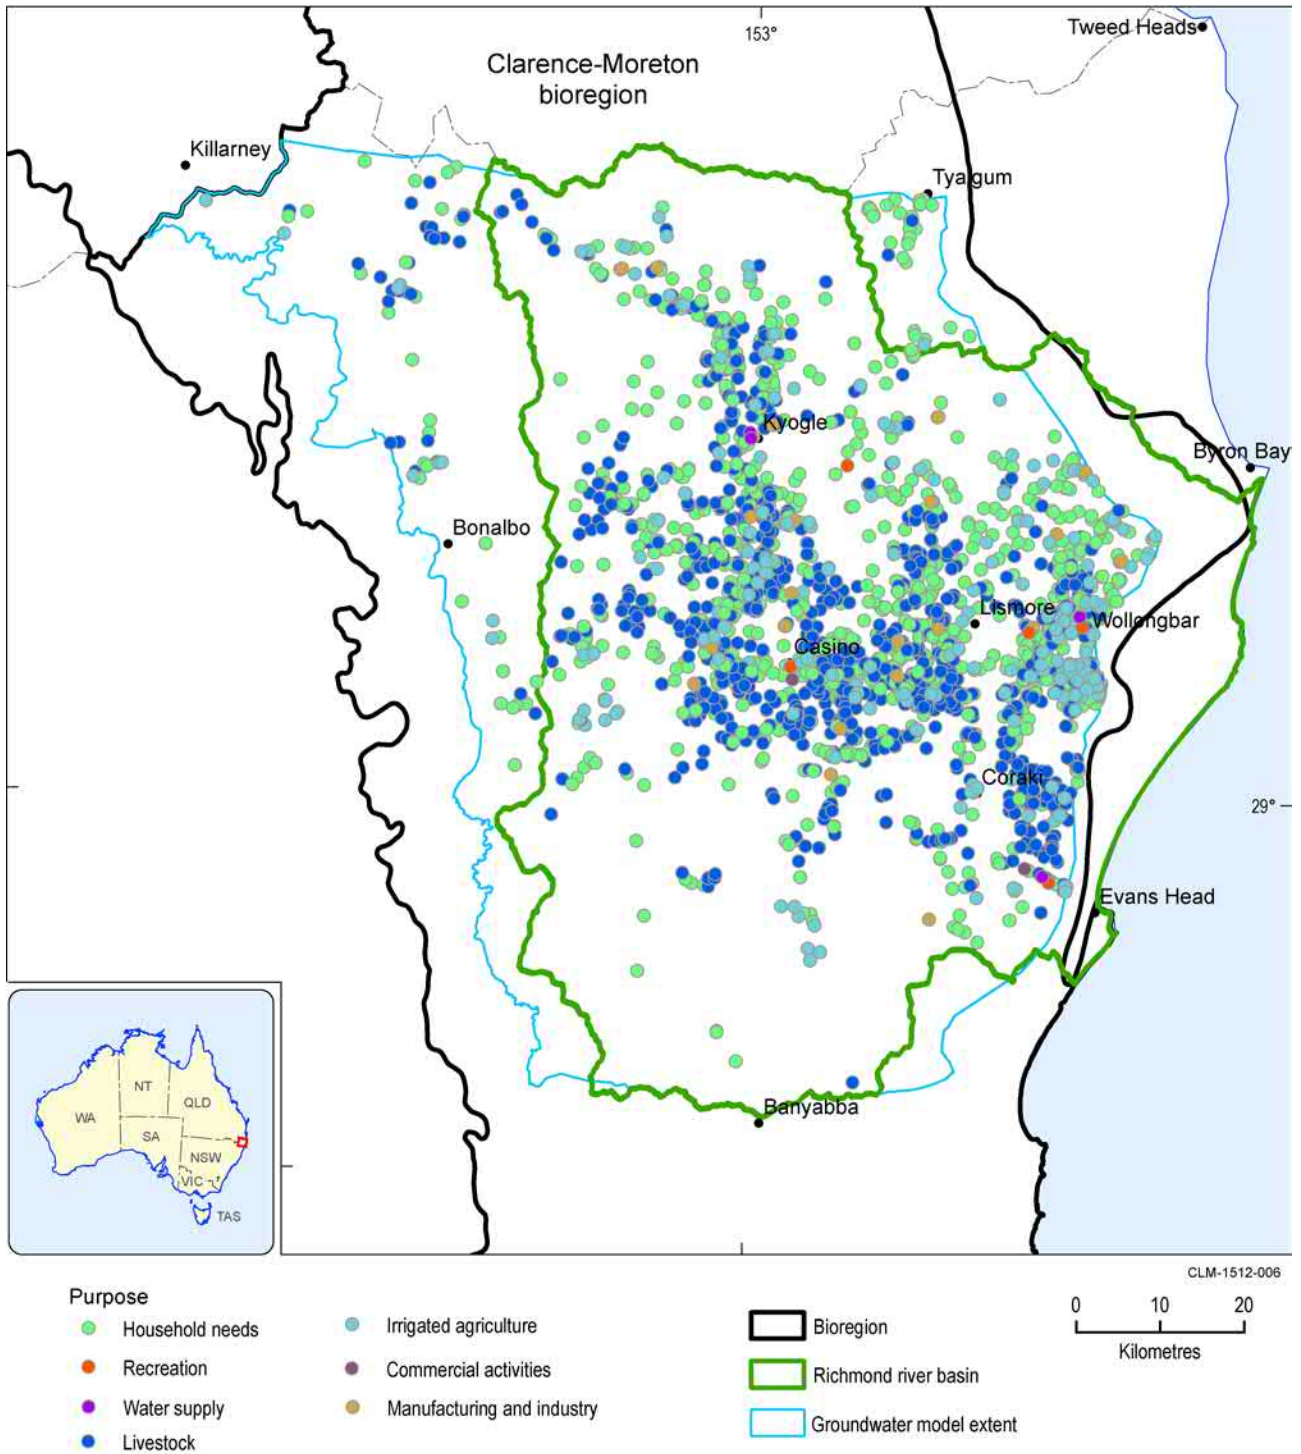 153°
Tweed Heads
Clarence-Moreton
bioregion
Killarney
Tyalgum
Kyogle
Byron Bay
Bonalbo
Lismore
Wollongbar
Casino
Coraki
29°
Evans Head
Banyabba
NT
QLD
WA
SA
NSW
VIC
TAS
CLM-1512-006
Purpose
Household needs
Recreation
Water supply
Livestock
Irrigated agriculture
Commercial activities
Manufacturing and industry
Bioregion
Richmond river basin
Groundwater model extent
0 10 20
Kilometres